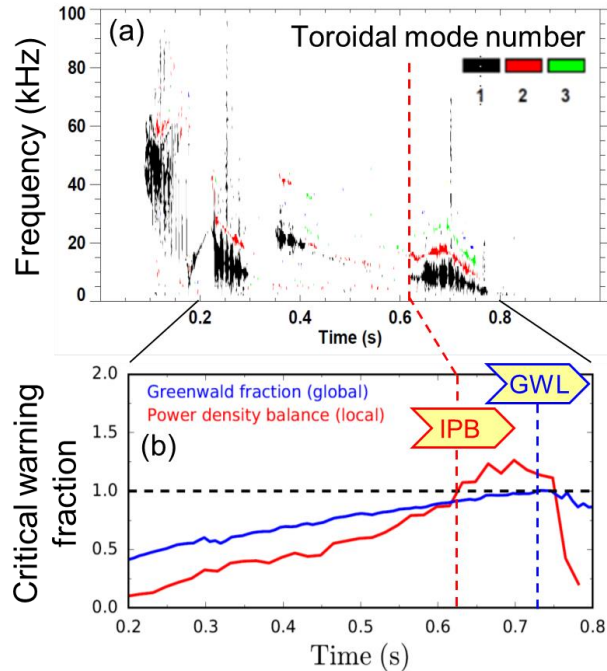 (a)
Toroidal mode number
1 2 3
Frequency (kHz)
100
80
60
40
20
0
0.2 0.4 0.6 0.8
Time (s)
Critical warning
fraction
2.0
1.5
1.0
0.5
0.0
Greenwald fraction (global)
Power density balance (local)
(b)
GWL
IPB
0.2 0.3 0.4 0.5 0.6 0.7 0.8
Time (s)